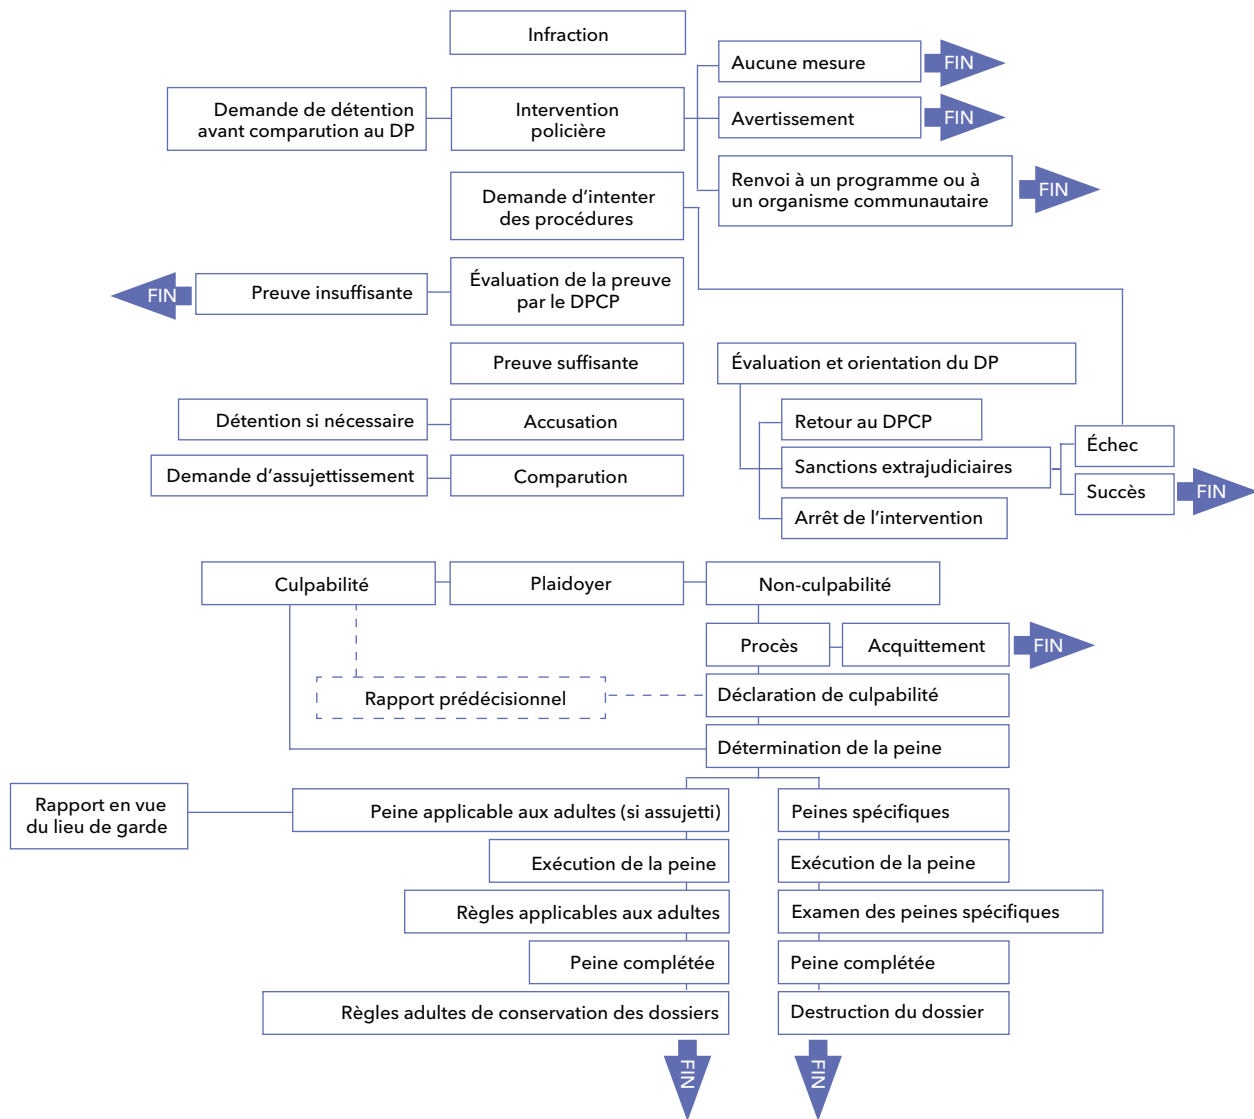 Infraction
Aucune mesure
FIN
Demande de détention
avant comparution au DP
Intervention
policière
Avertissement
FIN
Renvoi à un programme ou à
un organisme communautaire
FIN
Demande d’intenter
des procédures
FIN
Preuve insuffisante
Évaluation de la preuve
par le DPCP
Preuve suffisante
Évaluation et orientation du DP
Détention si nécessaire
Accusation
Retour au DPCP
Échec
Demande d’assujettissement
Comparution
Sanctions extrajudiciaires
Succès
FIN
Arrêt de l’intervention
Culpabilité
Plaidoyer
Non-culpabilité
Procès
Acquittement
FIN
Rapport prédécisionnel
Déclaration de culpabilité
Détermination de la peine
Rapport en vue
du lieu de garde
Peine applicable aux adultes (si assujetti)
Peines spécifiques
Exécution de la peine
Exécution de la peine
Règles applicables aux adultes
Examen des peines spécifiques
Peine complétée
Peine complétée
Règles adultes de conservation des dossiers
Destruction du dossier
FIN
FIN